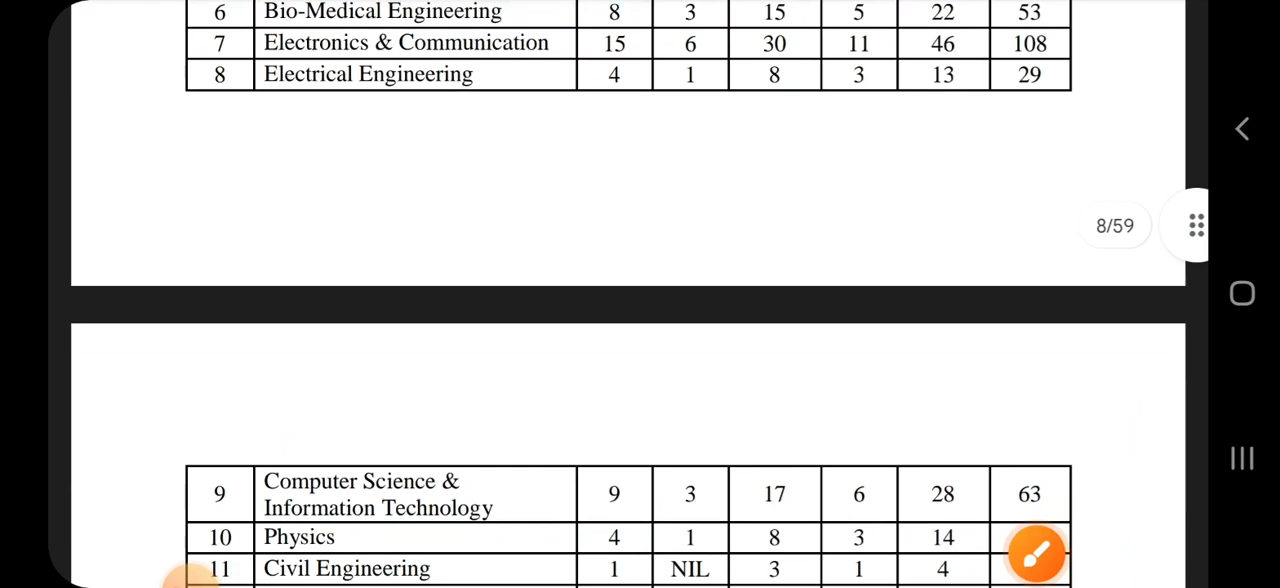 6 Bio-Medical Engineering 8 3 15 5 22 53
7 Electronics & Communication 15 6 30 11 46 108
8 Electrical Engineering 4 1 8 3 13 29
8/59
9 Computer Science & Information Technology 9 3 17 6 28 63
10 Physics 4 1 8 3 14
11 Civil Engineering 1 NIL 3 1 4